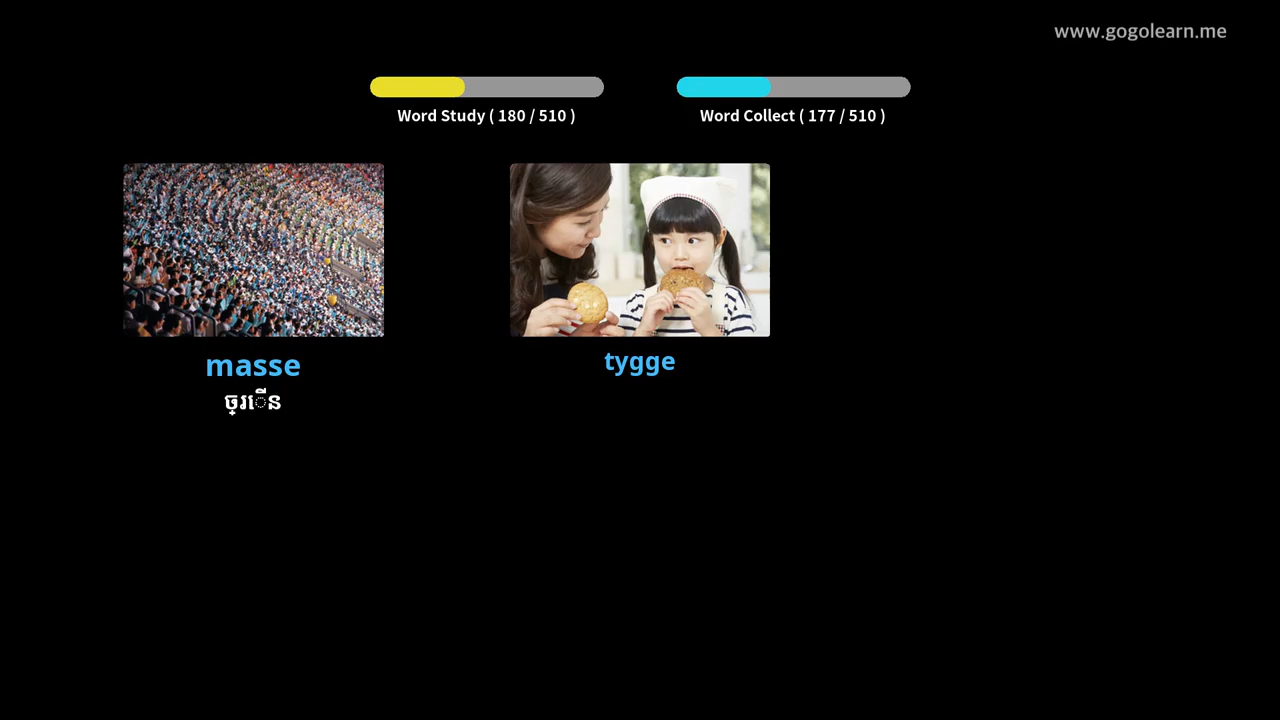 www.gogolearn.me
Word Study ( 180 / 510 )
Word Collect ( 177 / 510 )
masse
ច្រើន
tygge